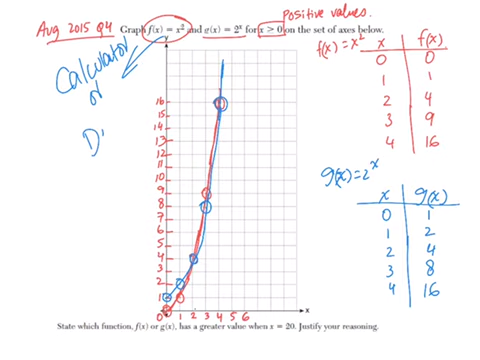 positive values.
Aug 2015 Q4 Graph f(x) = x² and g(x) = 2ˣ for x ≥ 0 on the set of axes below.
Calculator
or
D'
f(x) = x²
x f(x)
0 0
1 1
2 4
3 9
4 16
g(x) = 2ˣ
x g(x)
0 1
1 2
2 4
3 8
4 16
16
15
14
13
12
11
10
9
8
7
6
5
4
3
2
1
0
0 1 2 3 4 5 6
x
State which function, f(x) or g(x), has a greater value when x = 20. Justify your reasoning.